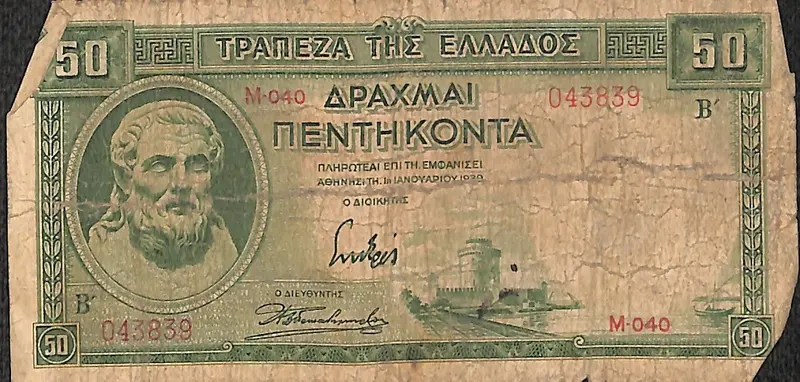 50 ΤΡΑΠΕΖΑ ΤΗΣ ΕΛΛΑΔΟΣ 50
Μ-040 ΔΡΑΧΜΑΙ 043839
ΠΕΝΤΗΚΟΝΤΑ Β΄
ΠΛΗΡΩΤΕΑΙ ΕΠΙ ΤΗ ΕΜΦΑΝΙΣΕΙ
ΑΘΗΝΗΣΙ ΤΗ, 1η ΙΑΝΟΥΑΡΙΟΥ 1939
Ο ΔΙΟΙΚΗΤΗΣ
Ο ΔΙΕΥΘΥΝΤΗΣ
Β΄
043839 Μ-040
50 50